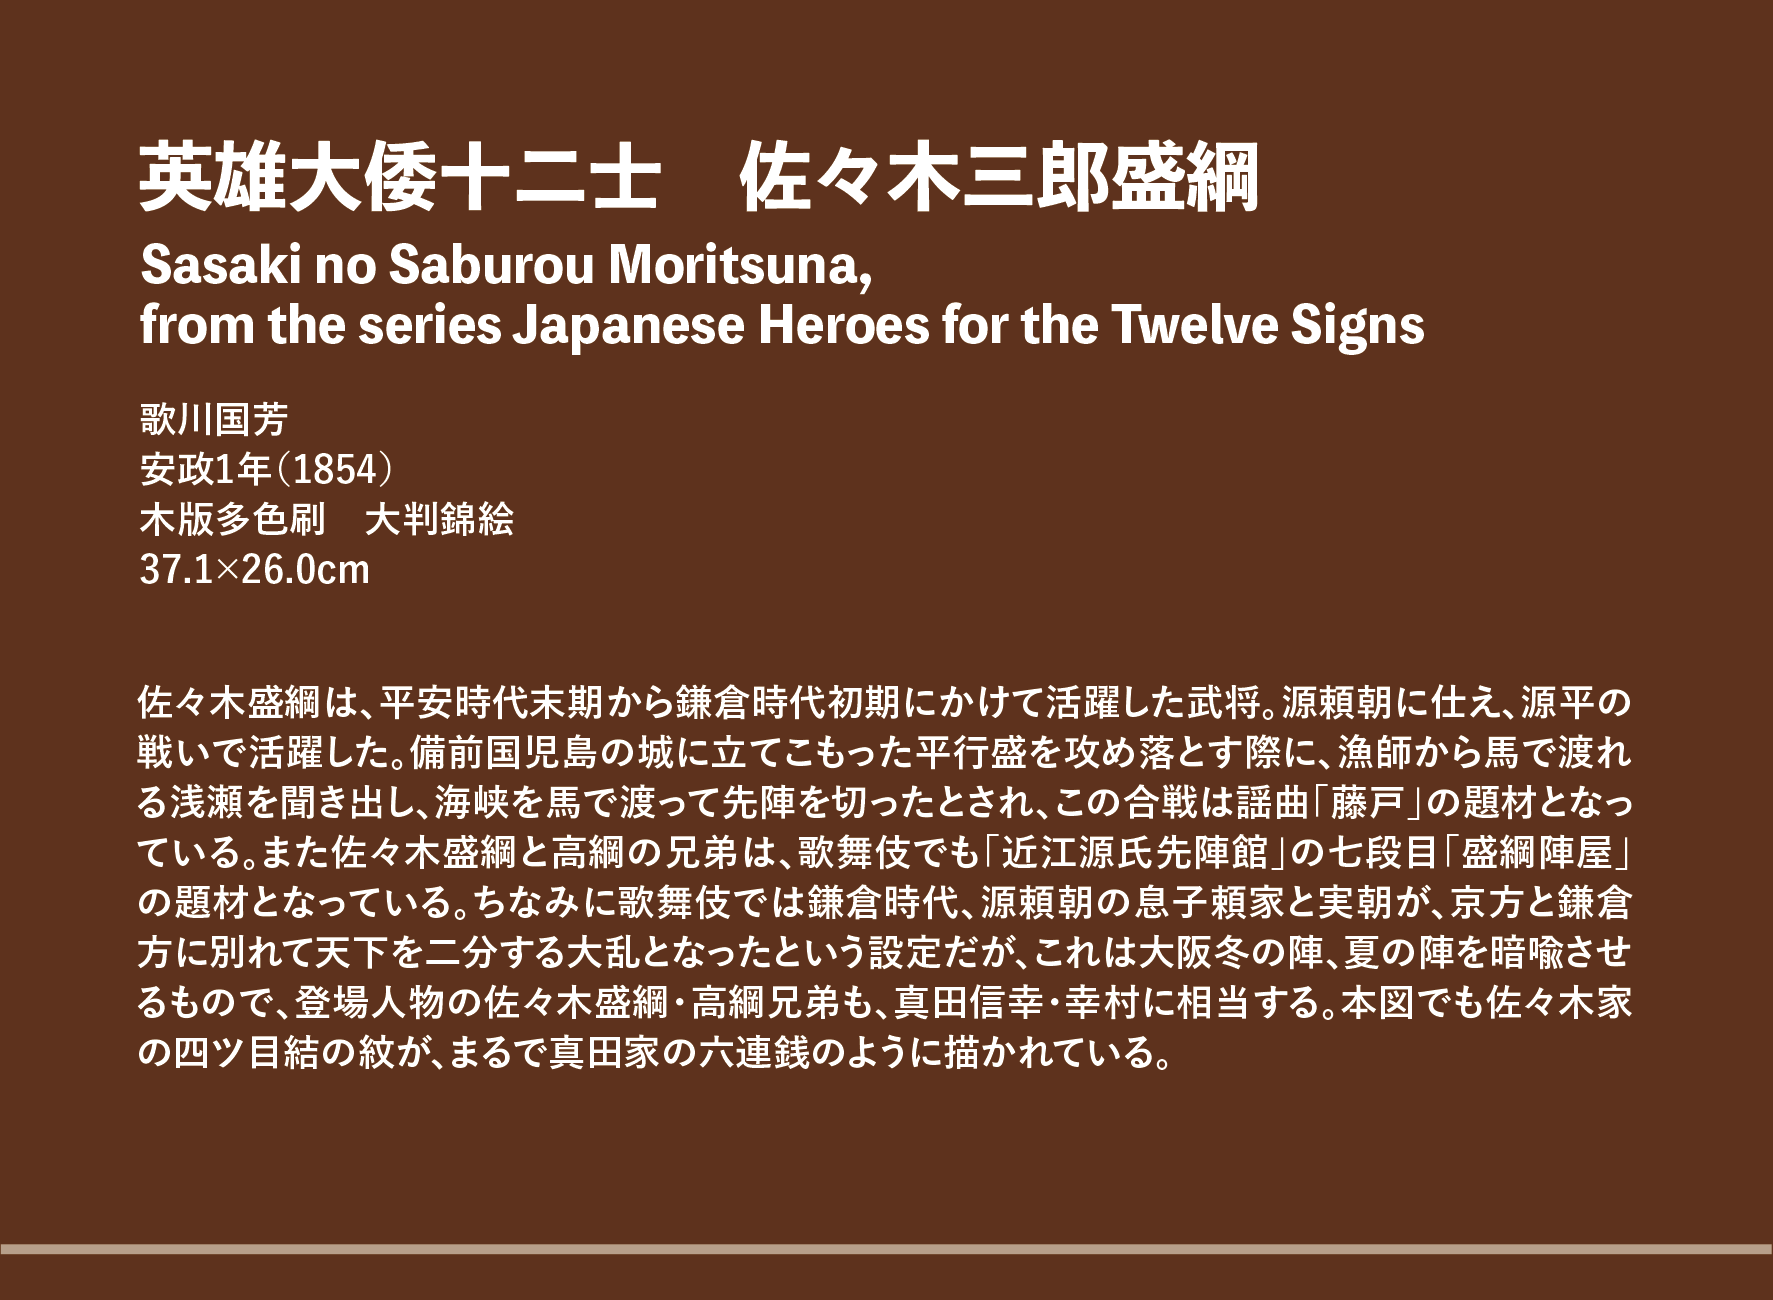 英雄大倭十二士　佐々木三郎盛綱
Sasaki no Saburou Moritsuna,
from the series Japanese Heroes for the Twelve Signs
歌川国芳
安政1年（1854）
木版多色刷　大判錦絵
37.1×26.0cm
佐々木盛綱は、平安時代末期から鎌倉時代初期にかけて活躍した武将。源頼朝に仕え、源平の
戦いで活躍した。備前国児島の城に立てこもった平行盛を攻め落とす際に、漁師から馬で渡れ
る浅瀬を聞き出し、海峡を馬で渡って先陣を切ったとされ、この合戦は謡曲「藤戸」の題材となっ
ている。また佐々木盛綱と高綱の兄弟は、歌舞伎でも「近江源氏先陣館」の七段目「盛綱陣屋」
の題材となっている。ちなみに歌舞伎では鎌倉時代、源頼朝の息子頼家と実朝が、京方と鎌倉
方に別れて天下を二分する大乱となったという設定だが、これは大阪冬の陣、夏の陣を暗喩させ
るもので、登場人物の佐々木盛綱・高綱兄弟も、真田信幸・幸村に相当する。本図でも佐々木家
の四ツ目結の紋が、まるで真田家の六連銭のように描かれている。